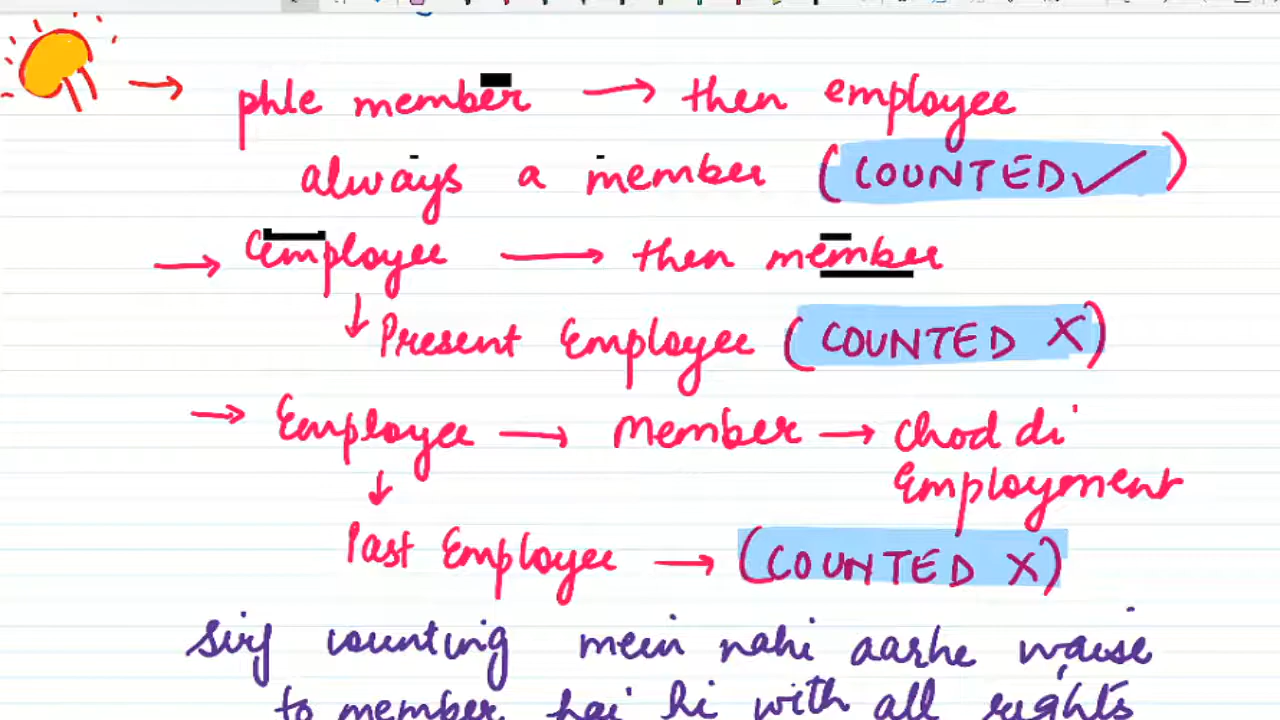 → phle member → then employee
always a member (COUNTED✓)
→ Employee → then member
↓ Present Employee (COUNTED X)
→ Employee → Member → chod di
Employment
↓
Past Employee → (COUNTED X)
sirf counting mein nahi aarhe waise
to member hai hi with all rights